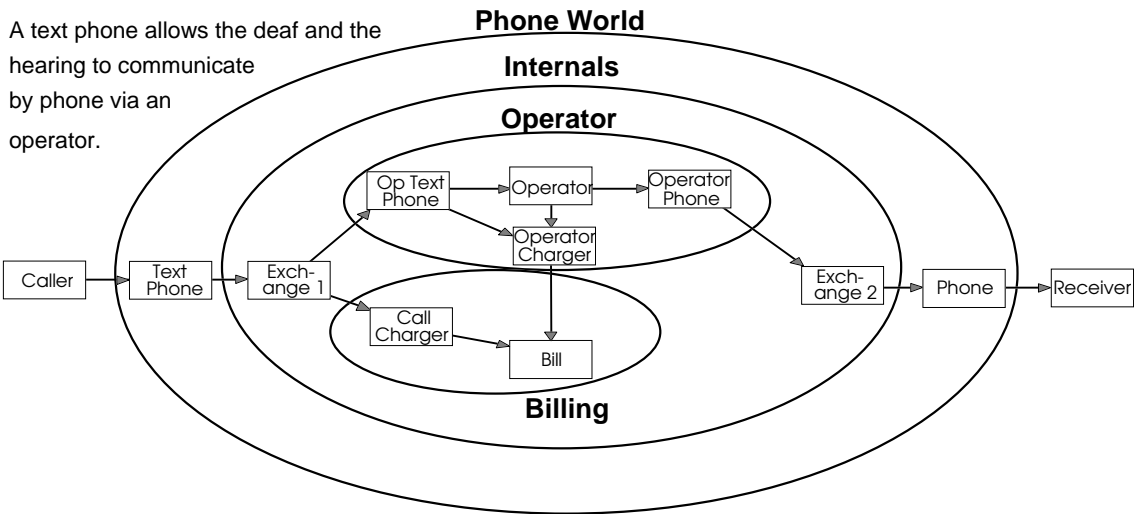 Phone World
A text phone allows the deaf and the
hearing to communicate
by phone via an
operator.
Internals
Operator
Op Text
Phone
Operator
Operator
Phone
Operator
Charger
Caller
Text
Phone
Exch-
ange 1
Exch-
ange 2
Phone
Receiver
Call
Charger
Bill
Billing